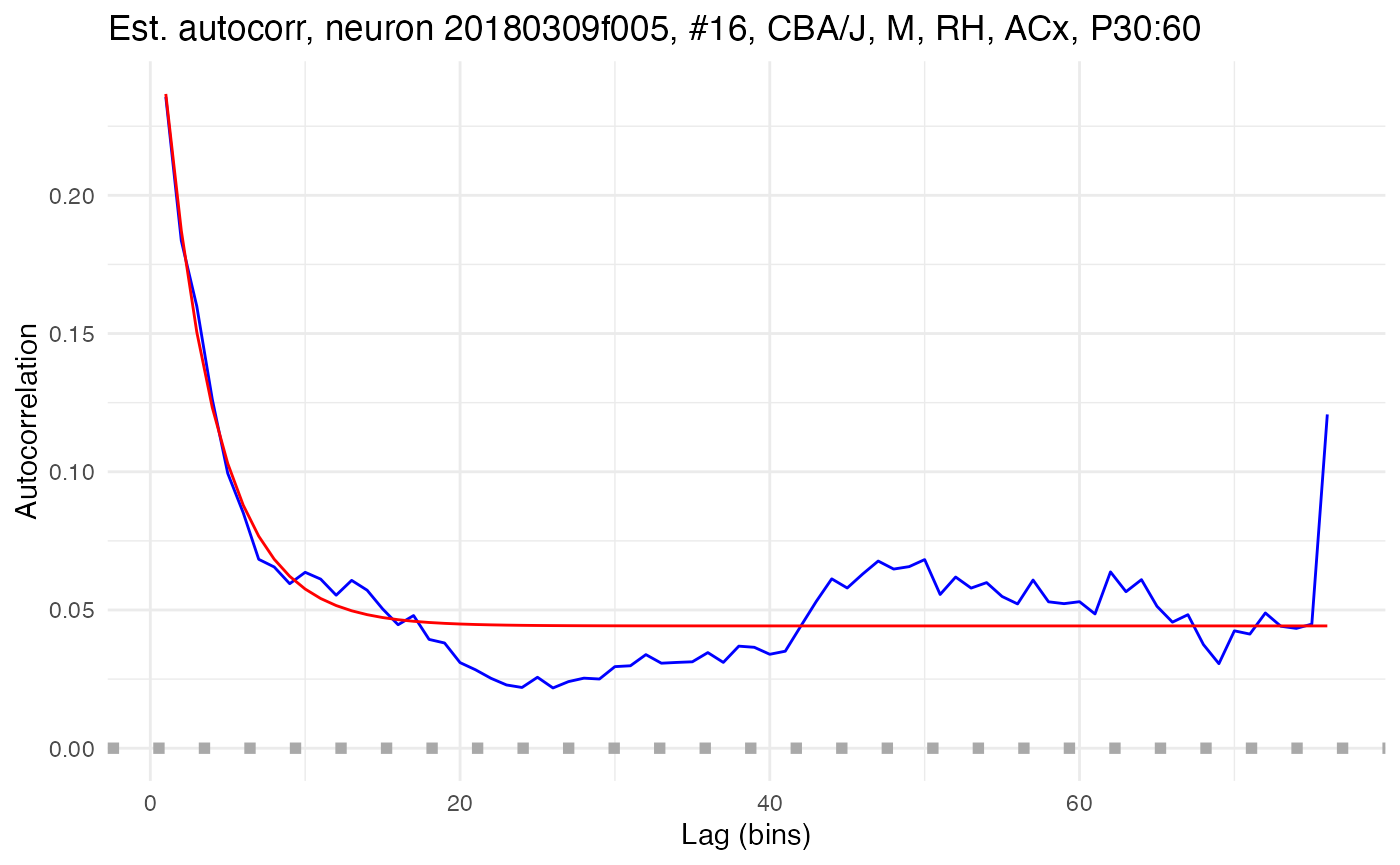 Est. autocorr, neuron 20180309f005, #16, CBA/J, M, RH, ACx, P30:60
Autocorrelation
0.20
0.15
0.10
0.05
0.00
0 20 40 60
Lag (bins)